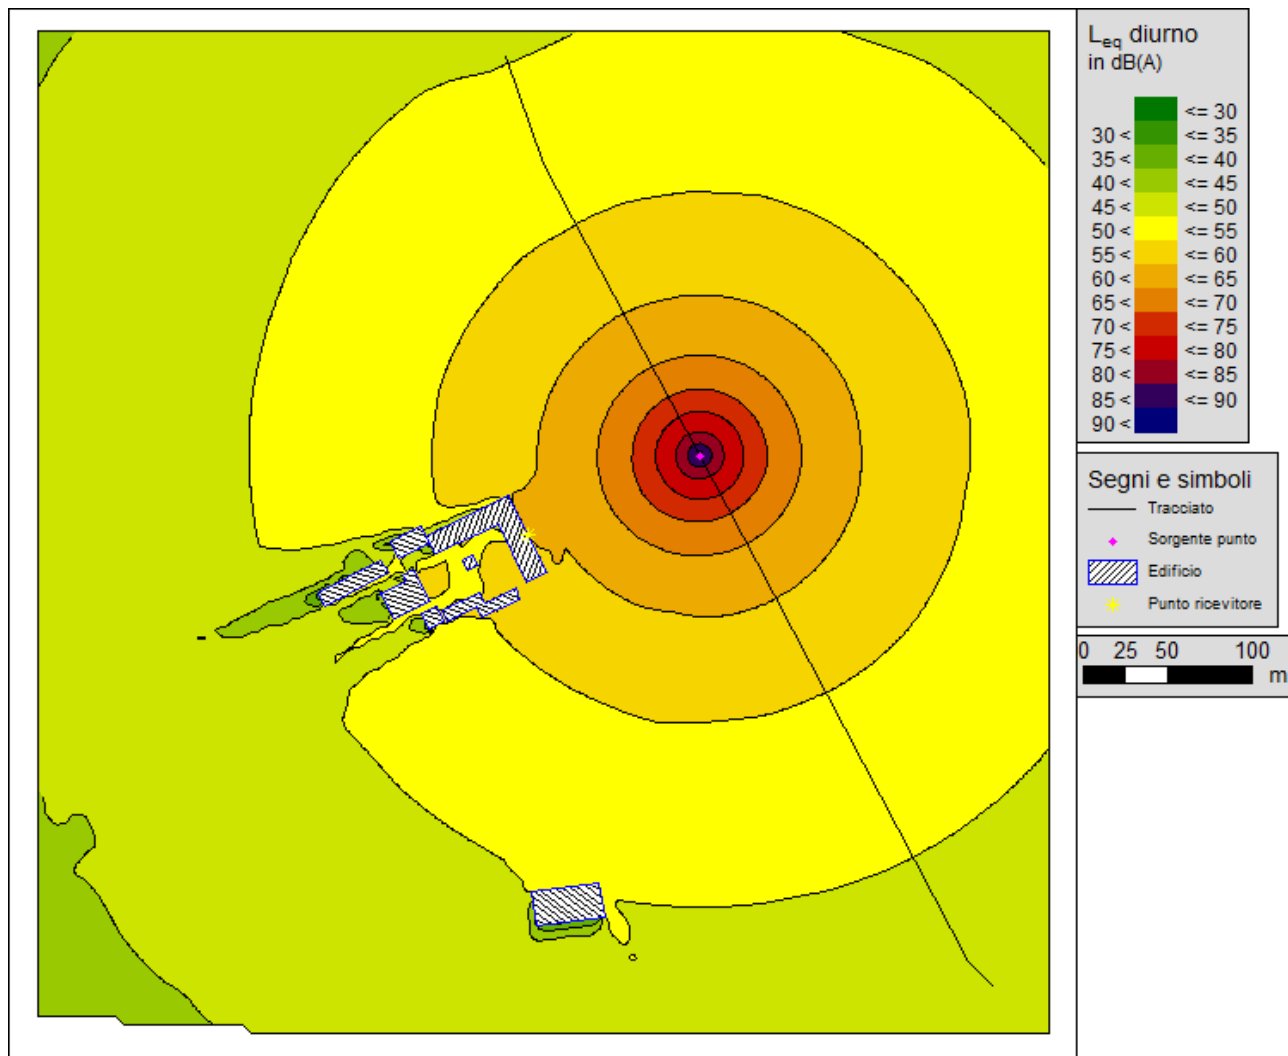 Leq diurno
in dB(A)
<= 30
30 < <= 35
35 < <= 40
40 < <= 45
45 < <= 50
50 < <= 55
55 < <= 60
60 < <= 65
65 < <= 70
70 < <= 75
75 < <= 80
80 < <= 85
85 < <= 90
90 <
Segni e simboli
Tracciato
Sorgente punto
Edificio
Punto ricevitore
0 25 50 100
m